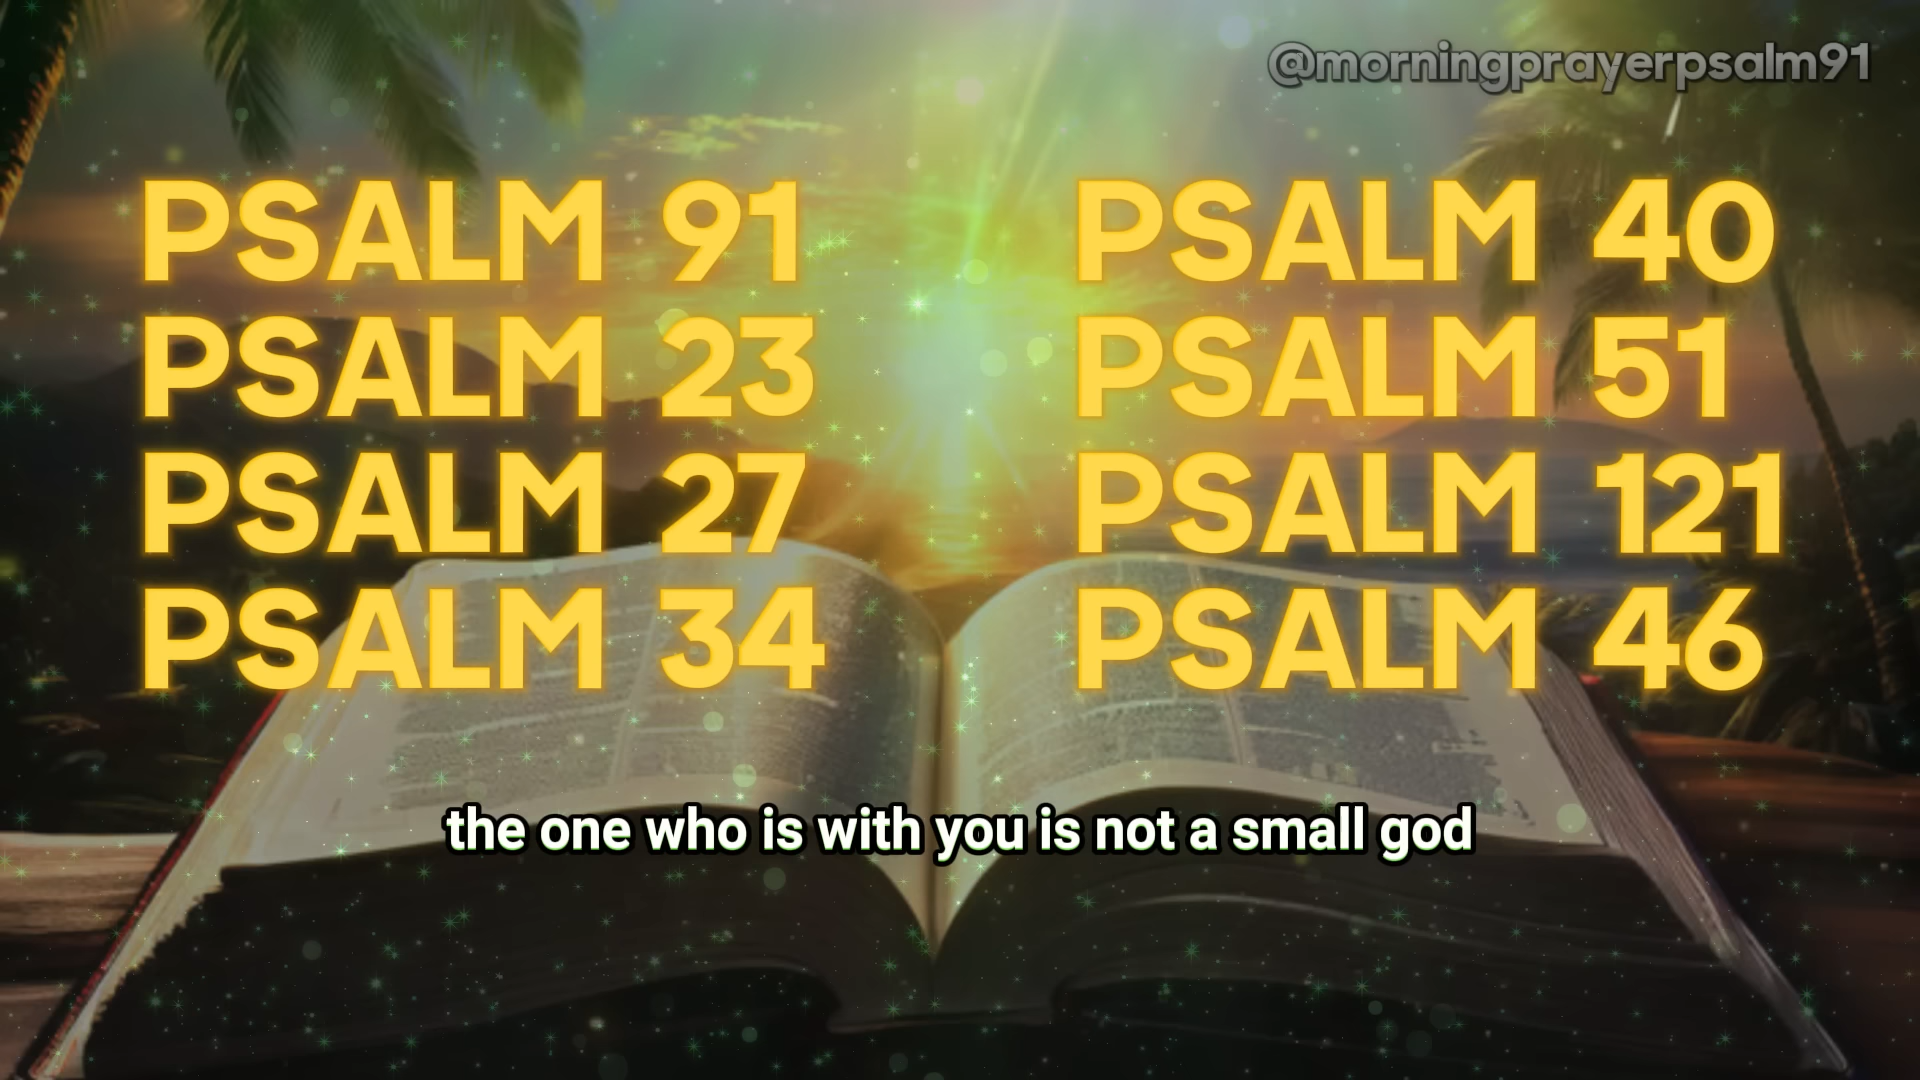 @morningprayerpsalm91
PSALM 91
PSALM 23
PSALM 27
PSALM 34
PSALM 40
PSALM 51
PSALM 121
PSALM 46
the one who is with you is not a small god